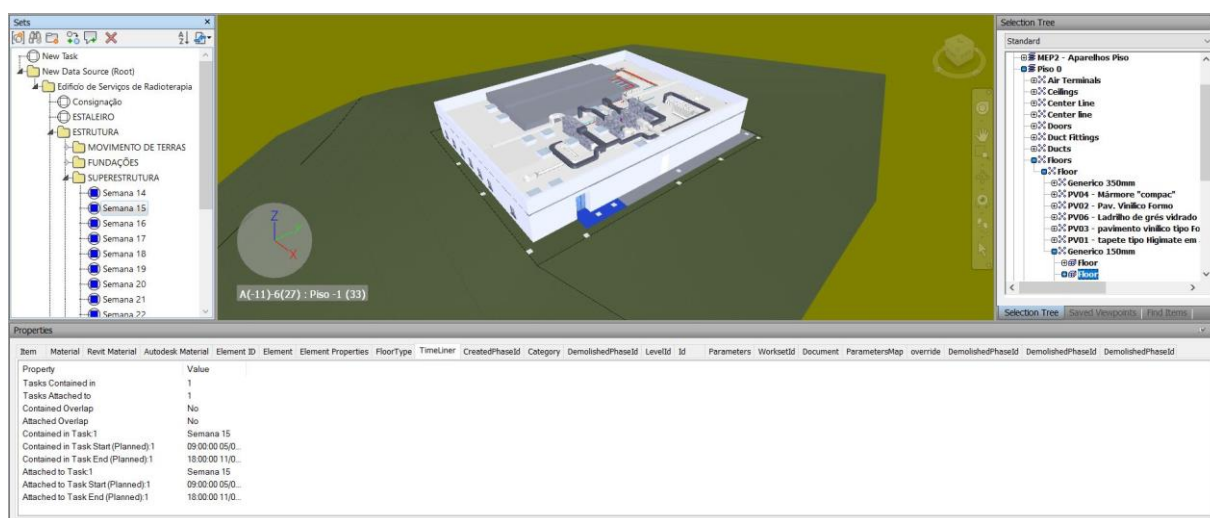 Sets
New Task
New Data Source (Root)
Edificio de Serviços de Radioterapia
Consignação
ESTALEIRO
ESTRUTURA
MOVIMENTO DE TERRAS
FUNDAÇÕES
SUPERESTRUTURA
Semana 14
Semana 15
Semana 16
Semana 17
Semana 18
Semana 19
Semana 20
Semana 21
Semana 22
Z
X
A(-11)-6(27) : Piso -1 (33)
Selection Tree
Standard
MEP2 - Aparelhos Piso
Piso 0
Air Terminals
Ceilings
Center Line
Center line
Doors
Duct Fittings
Ducts
Floors
Floor
Generico 350mm
PV04 - Mármore "compac"
PV02 - Pav. Vinilico Formo
PV06 - Ladrilho de grés vidrado
PV03 - pavimento vinilico tipo Fo
PV01 - tapete tipo Higimate em
Generico 150mm
Floor
Floor
Selection Tree Saved Viewpoints Find Items
Properties
Item Material Revit Material Autodesk Material Element ID Element Element Properties FloorType TimeLiner CreatedPhaseId Category DemolishedPhaseId LevelId Id Parameters WorksetId Document ParametersMap override DemolishedPhaseId DemolishedPhaseId DemolishedPhaseId
Property Value
Tasks Contained in 1
Tasks Attached to 1
Contained Overlap No
Attached Overlap No
Contained in Task:1 Semana 15
Contained in Task Start (Planned):1 09:00:00 05/0...
Contained in Task End (Planned):1 18:00:00 11/0...
Attached to Task:1 Semana 15
Attached to Task Start (Planned):1 09:00:00 05/0...
Attached to Task End (Planned):1 18:00:00 11/0...